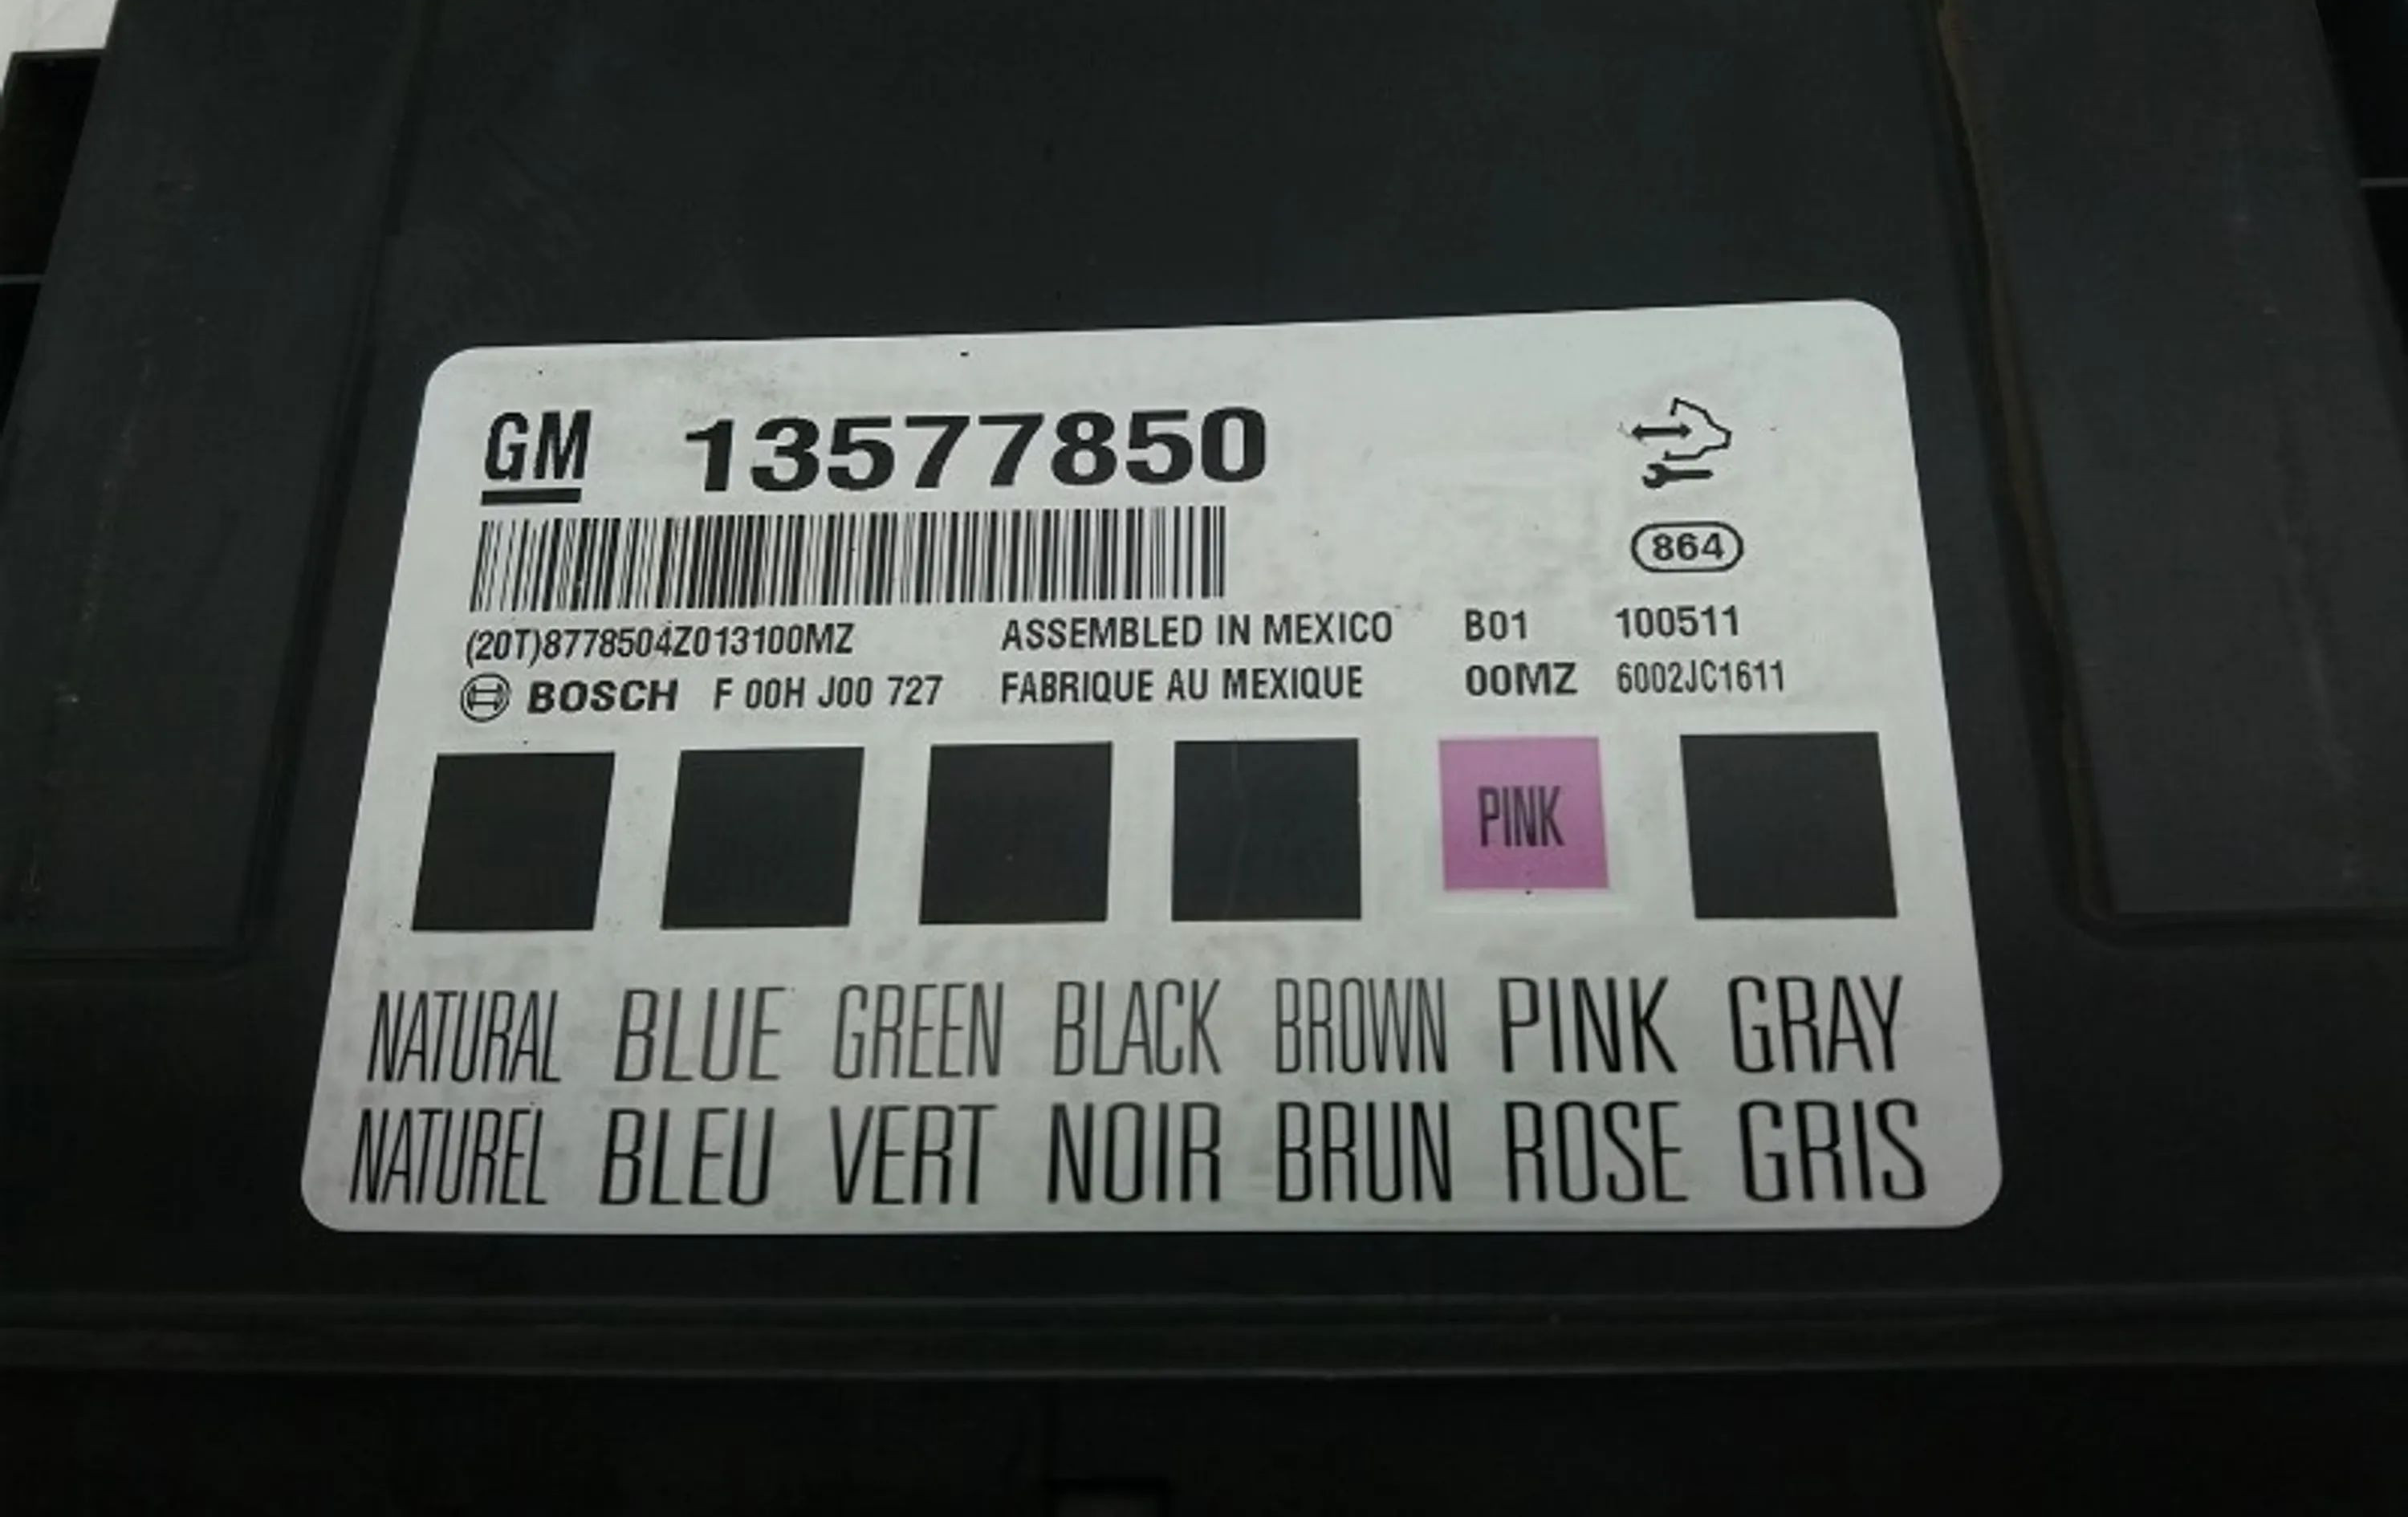 GM 13577850
864
(20T)8778504Z013100MZ ASSEMBLED IN MEXICO B01 100511
BOSCH F 00H J00 727 FABRIQUE AU MEXIQUE 00MZ 6002JC1611
PINK
NATURAL BLUE GREEN BLACK BROWN PINK GRAY
NATUREL BLEU VERT NOIR BRUN ROSE GRIS